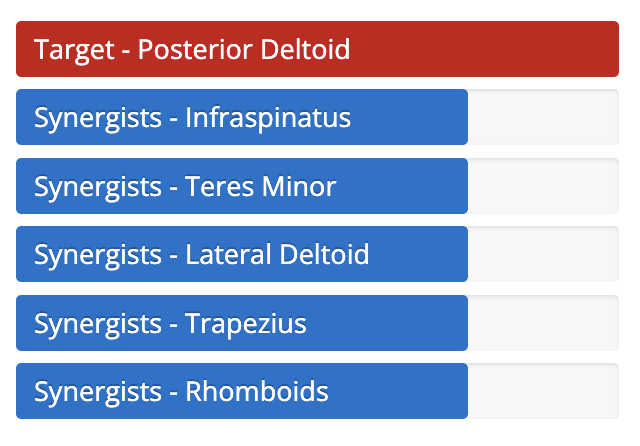 Target - Posterior Deltoid
Synergists - Infraspinatus
Synergists - Teres Minor
Synergists - Lateral Deltoid
Synergists - Trapezius
Synergists - Rhomboids